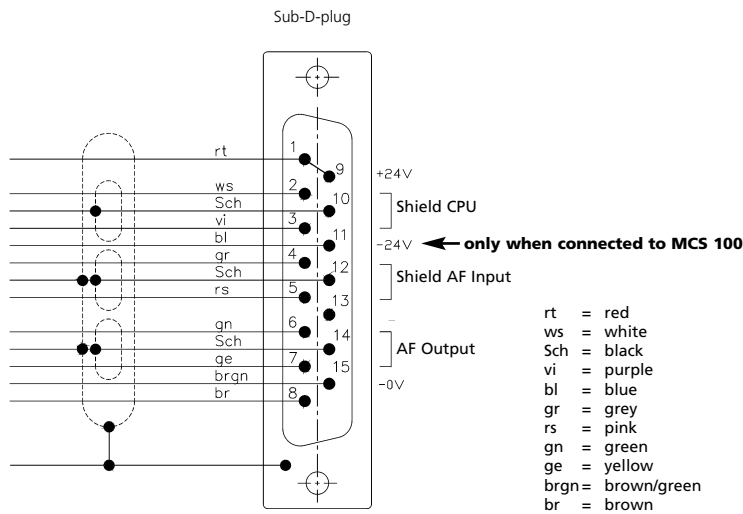 Sub-D-plug
rt 1
9 +24V
ws 2
Sch 10 Shield CPU
vi 3
bl 11 -24V only when connected to MCS 100
gr 4
Sch 12 Shield AF Input
rs 5
13
gn 6
Sch 14 AF Output
ge 7
brgn 15 -0V
br 8
rt = red
ws = white
Sch = black
vi = purple
bl = blue
gr = grey
rs = pink
gn = green
ge = yellow
brgn = brown/green
br = brown